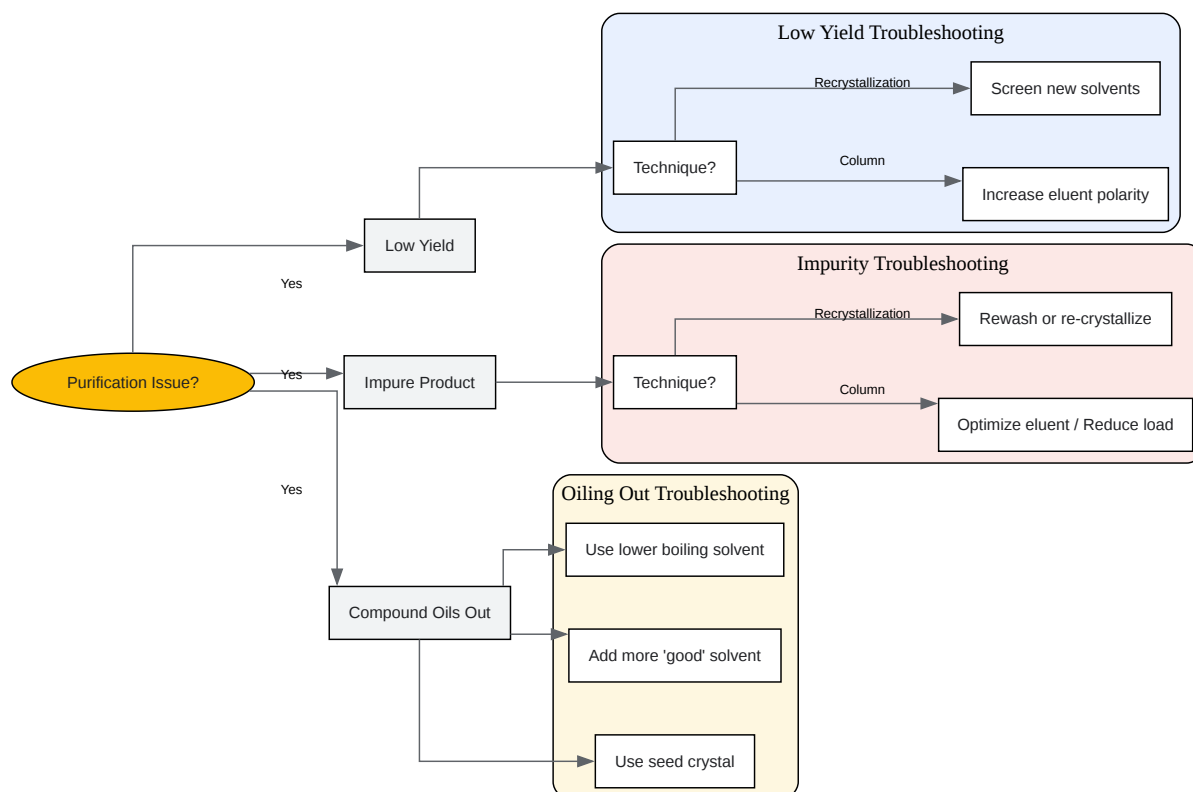 Low Yield Troubleshooting
Recrystallization
Screen new solvents
Technique?
Column
Increase eluent polarity
Low Yield
Yes
Impurity Troubleshooting
Recrystallization
Rewash or re-crystallize
Purification Issue?
Yes
Impure Product
Technique?
Column
Optimize eluent / Reduce load
Yes
Oiling Out Troubleshooting
Use lower boiling solvent
Compound Oils Out
Add more 'good' solvent
Use seed crystal